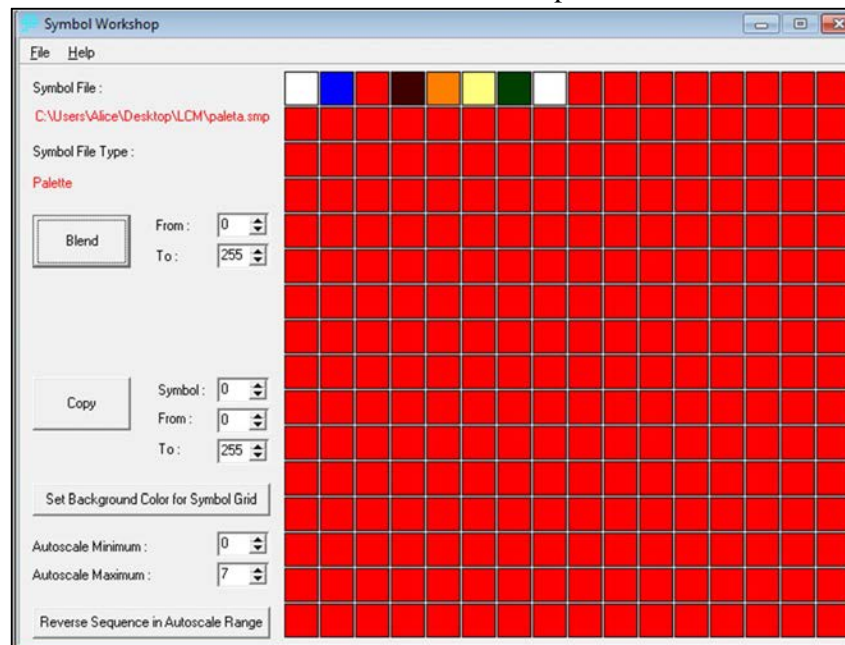 Symbol Workshop
File Help
Symbol File :
C:\Users\Alice\Desktop\LCM\paleta.smp
Symbol File Type :
Palette
Blend
From : 0
To : 255
Copy
Symbol : 0
From : 0
To : 255
Set Background Color for Symbol Grid
Autoscale Minimum : 0
Autoscale Maximum : 7
Reverse Sequence in Autoscale Range